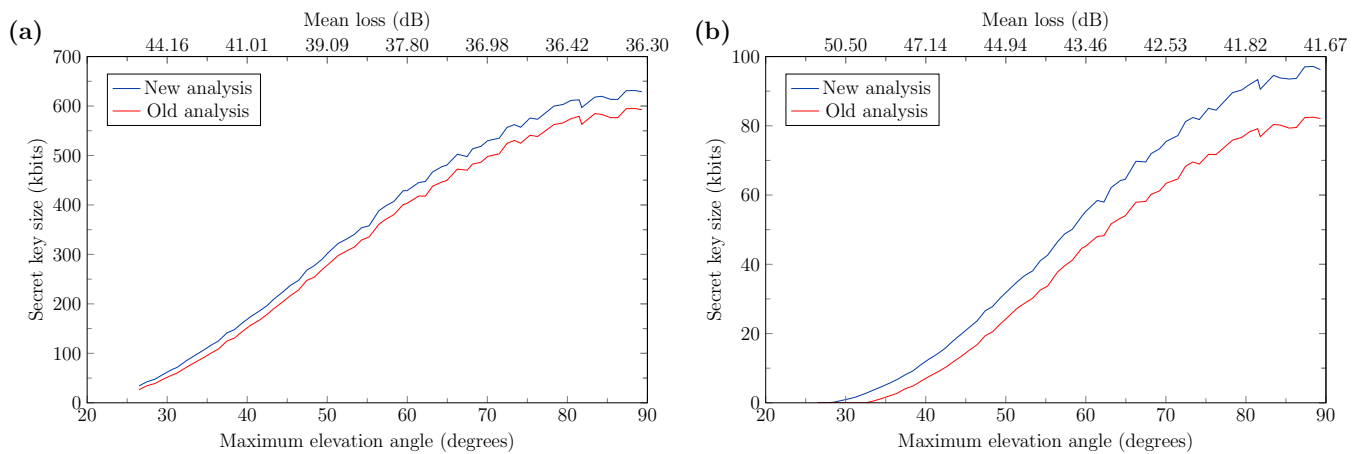 (a)
Mean loss (dB)
44.16 41.01 39.09 37.80 36.98 36.42 36.30
700
600
500
400
300
200
100
0
Secret key size (kbits)
New analysis
Old analysis
20 30 40 50 60 70 80 90
Maximum elevation angle (degrees)
(b)
Mean loss (dB)
50.50 47.14 44.94 43.46 42.53 41.82 41.67
100
80
60
40
20
0
Secret key size (kbits)
New analysis
Old analysis
20 30 40 50 60 70 80 90
Maximum elevation angle (degrees)